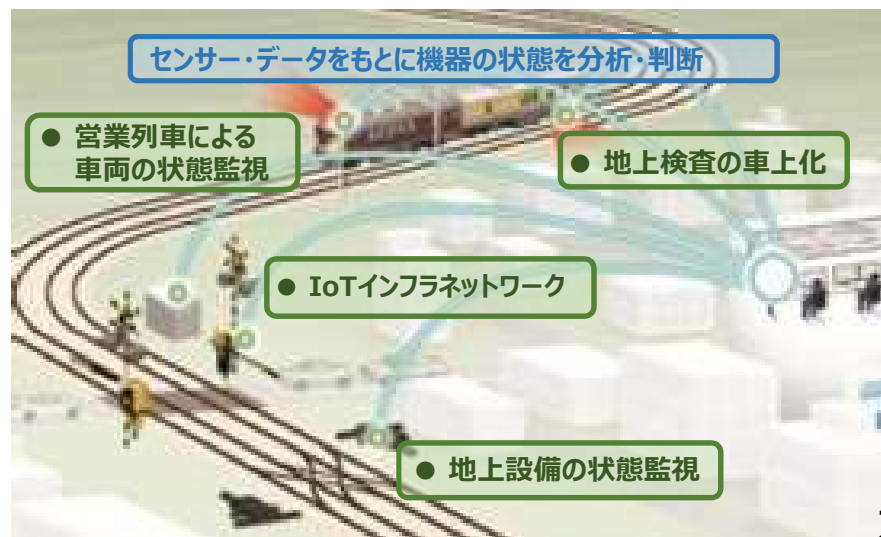 センサー・データをもとに機器の状態を分析・判断
● 営業列車による
車両の状態監視
● 地上検査の車上化
● IoTインフラネットワーク
● 地上設備の状態監視